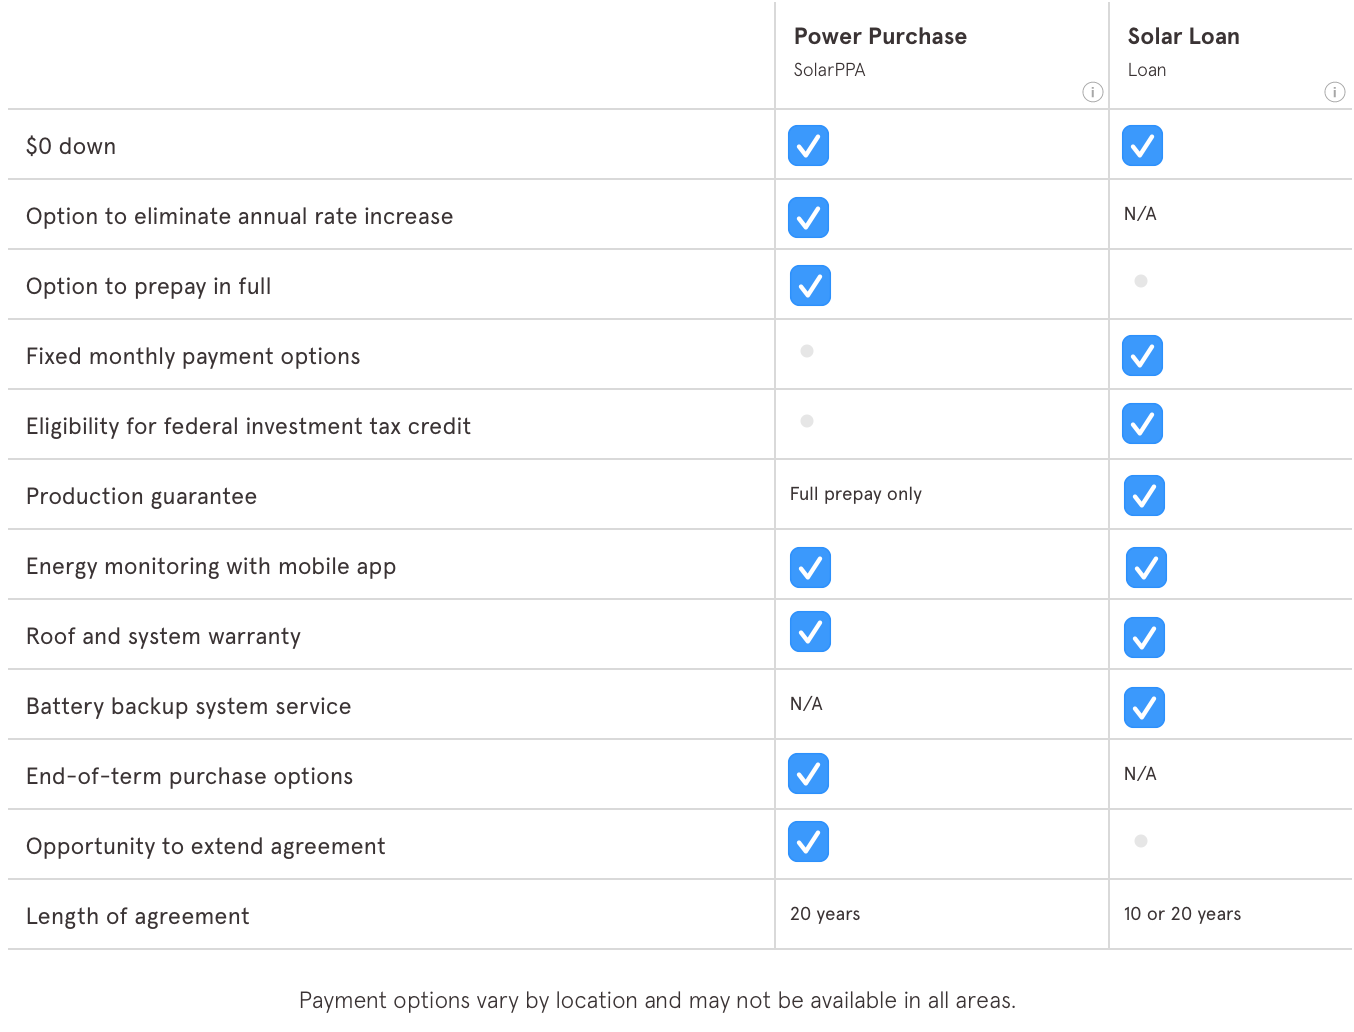 Power Purchase
Solar Loan
SolarPPA
Loan
$0 down
Option to eliminate annual rate increase
N/A
Option to prepay in full
Fixed monthly payment options
Eligibility for federal investment tax credit
Production guarantee
Full prepay only
Energy monitoring with mobile app
Roof and system warranty
Battery backup system service
N/A
End-of-term purchase options
N/A
Opportunity to extend agreement
Length of agreement
20 years
10 or 20 years
Payment options vary by location and may not be available in all areas.